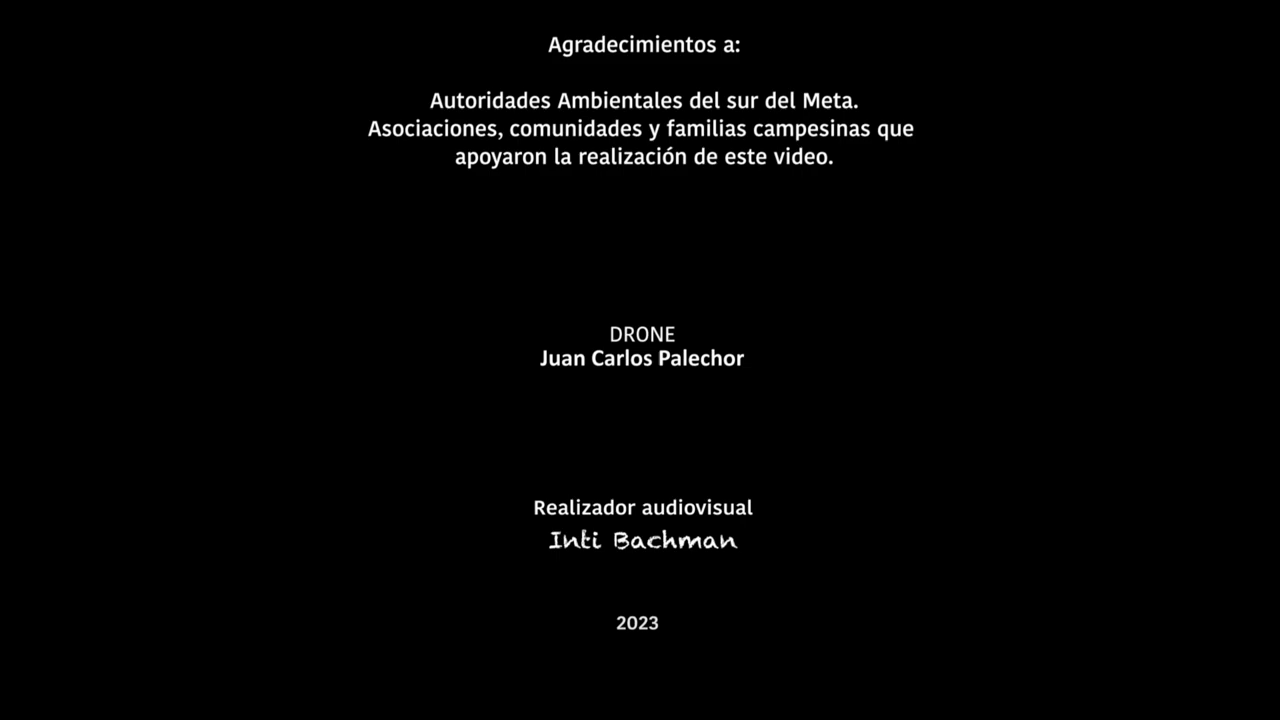 Agradecimientos a:
Autoridades Ambientales del sur del Meta.
Asociaciones, comunidades y familias campesinas que
apoyaron la realización de este video.
DRONE
Juan Carlos Palechor
Realizador audiovisual
Inti Bachman
2023